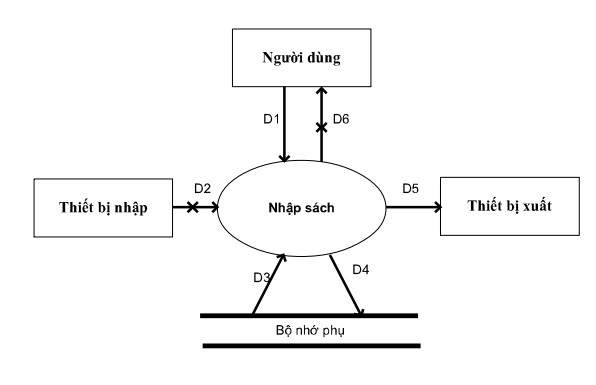 Người dùng
D1
D6
D2
D5
Thiết bị nhập
Nhập sách
Thiết bị xuất
D3
D4
Bộ nhớ phụ